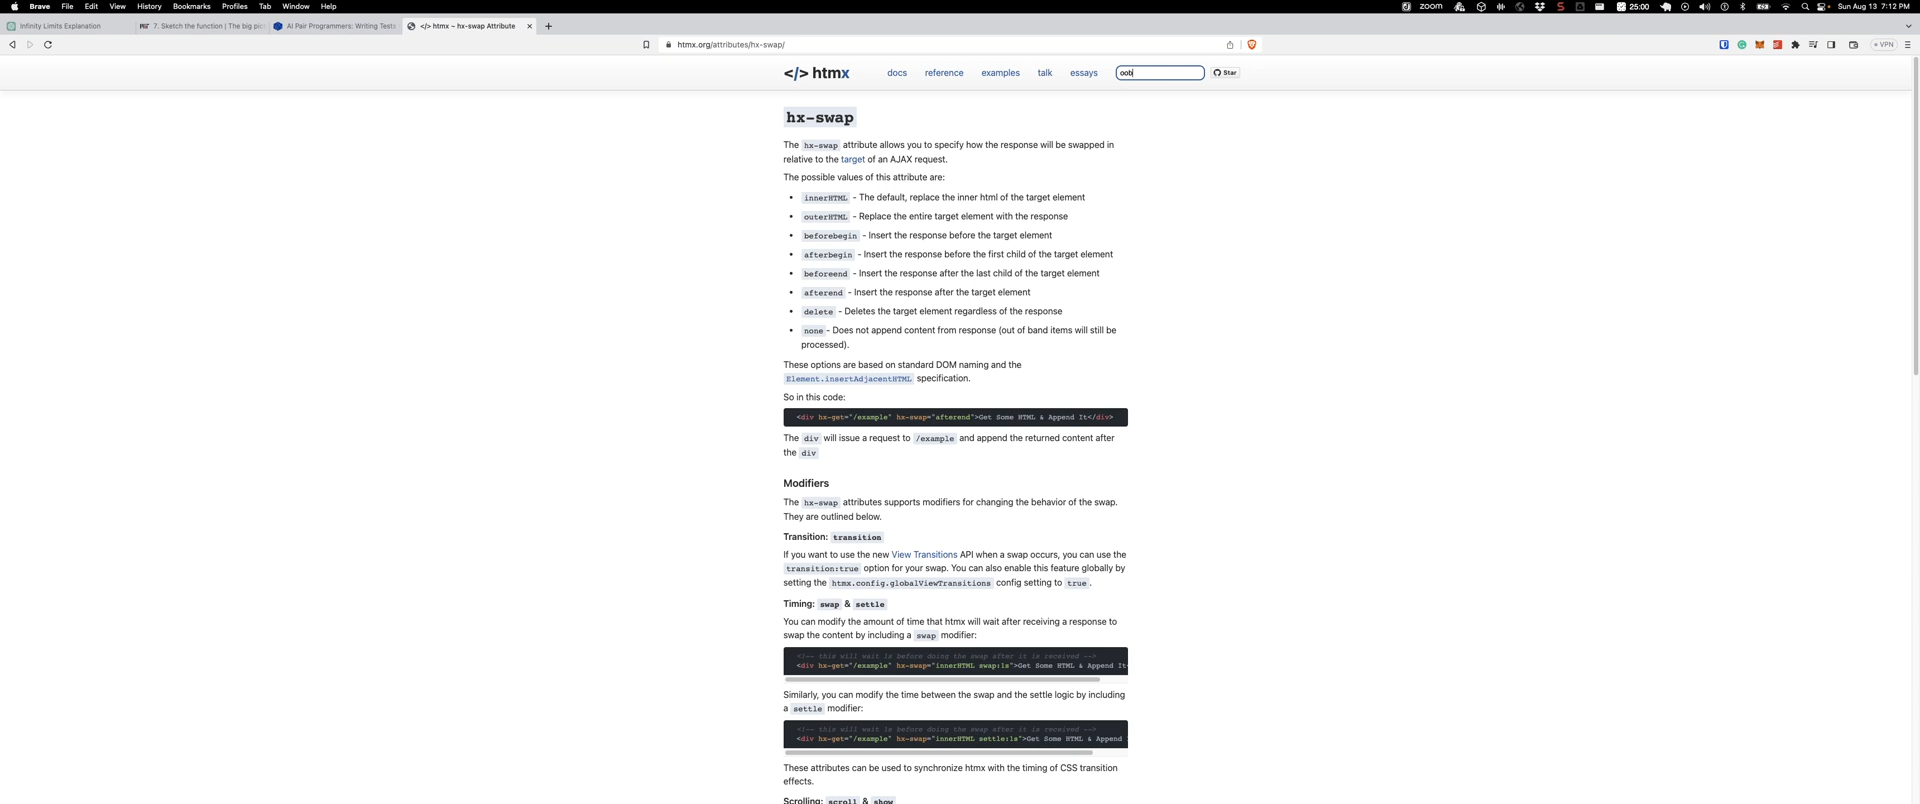 Brave File Edit View History Bookmarks Profiles Tab Window Help
zoom 25:00 Sun Aug 13 7:12 PM
Infinity Limits Explanation
7. Sketch the function | The big pic
AI Pair Programmers: Writing Tests
</> htmx ~ hx-swap Attribute
htmx.org/attributes/hx-swap/
VPN
</> htmx docs reference examples talk essays oob Star
hx-swap
The hx-swap attribute allows you to specify how the response will be swapped in
relative to the target of an AJAX request.
The possible values of this attribute are:
• innerHTML - The default, replace the inner html of the target element
• outerHTML - Replace the entire target element with the response
• beforebegin - Insert the response before the target element
• afterbegin - Insert the response before the first child of the target element
• beforeend - Insert the response after the last child of the target element
• afterend - Insert the response after the target element
• delete - Deletes the target element regardless of the response
• none - Does not append content from response (out of band items will still be
processed).
These options are based on standard DOM naming and the
Element.insertAdjacentHTML specification.
So in this code:
<div hx-get="/example" hx-swap="afterend">Get Some HTML & Append It</div>
The div will issue a request to /example and append the returned content after
the div
Modifiers
The hx-swap attributes supports modifiers for changing the behavior of the swap.
They are outlined below.
Transition: transition
If you want to use the new View Transitions API when a swap occurs, you can use the
transition:true option for your swap. You can also enable this feature globally by
setting the htmx.config.globalViewTransitions config setting to true.
Timing: swap & settle
You can modify the amount of time that htmx will wait after receiving a response to
swap the content by including a swap modifier:
<!-- this will wait 1s before doing the swap after it is received -->
<div hx-get="/example" hx-swap="innerHTML swap:1s">Get Some HTML & Append It
Similarly, you can modify the time between the swap and the settle logic by including
a settle modifier:
<!-- this will wait 1s before doing the swap after it is received -->
<div hx-get="/example" hx-swap="innerHTML settle:1s">Get Some HTML & Append
These attributes can be used to synchronize htmx with the timing of CSS transition
effects.
Scrolling: scroll & show